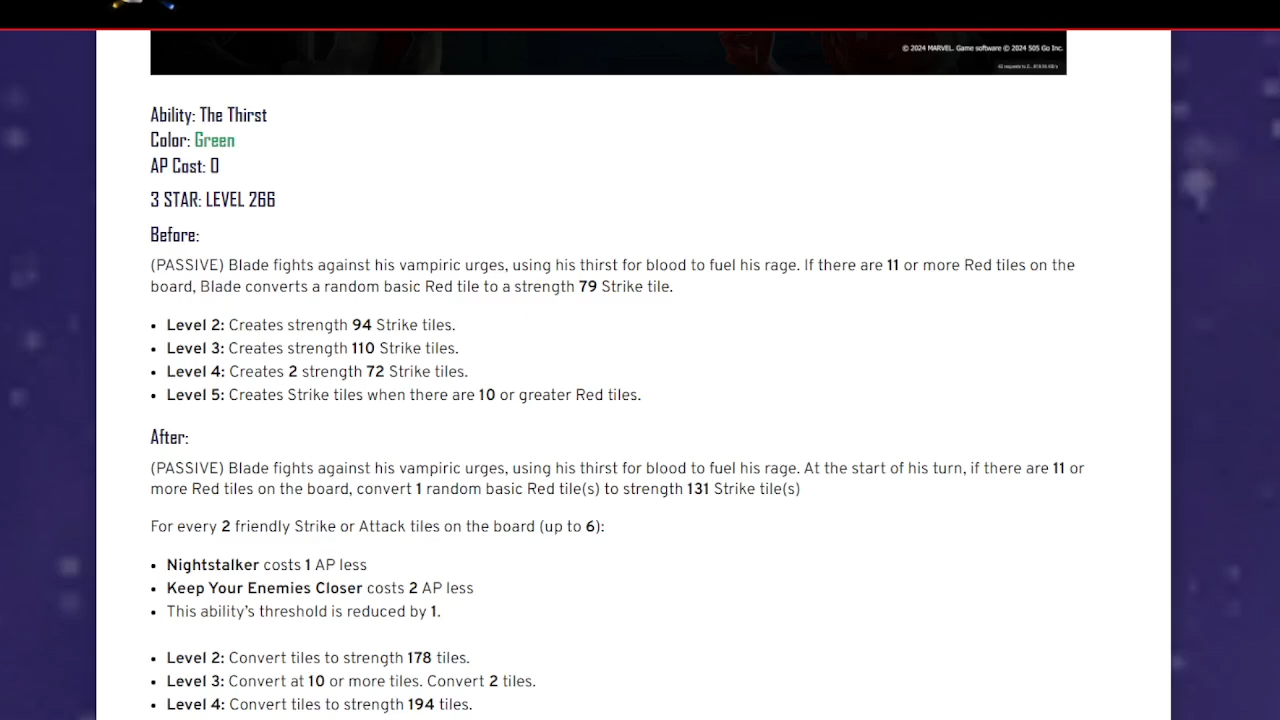 © 2024 MARVEL. Game software © 2024 505 Go Inc.
Ability: The Thirst
Color: Green
AP Cost: 0
3 STAR: LEVEL 266
Before:
(PASSIVE) Blade fights against his vampiric urges, using his thirst for blood to fuel his rage. If there are 11 or more Red tiles on the
board, Blade converts a random basic Red tile to a strength 79 Strike tile.
• Level 2: Creates strength 94 Strike tiles.
• Level 3: Creates strength 110 Strike tiles.
• Level 4: Creates 2 strength 72 Strike tiles.
• Level 5: Creates Strike tiles when there are 10 or greater Red tiles.
After:
(PASSIVE) Blade fights against his vampiric urges, using his thirst for blood to fuel his rage. At the start of his turn, if there are 11 or
more Red tiles on the board, convert 1 random basic Red tile(s) to strength 131 Strike tile(s)
For every 2 friendly Strike or Attack tiles on the board (up to 6):
• Nightstalker costs 1 AP less
• Keep Your Enemies Closer costs 2 AP less
• This ability's threshold is reduced by 1.
• Level 2: Convert tiles to strength 178 tiles.
• Level 3: Convert at 10 or more tiles. Convert 2 tiles.
• Level 4: Convert tiles to strength 194 tiles.